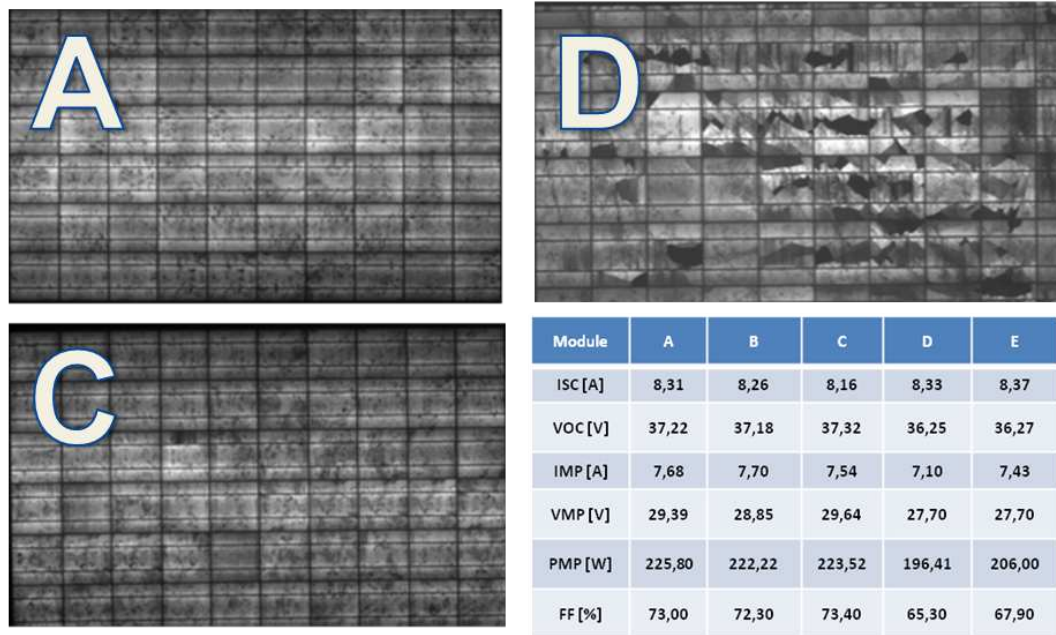 A
D
C
Module A B C D E
ISC [A] 8,31 8,26 8,16 8,33 8,37
VOC [V] 37,22 37,18 37,32 36,25 36,27
IMP [A] 7,68 7,70 7,54 7,10 7,43
VMP [V] 29,39 28,85 29,64 27,70 27,70
PMP [W] 225,80 222,22 223,52 196,41 206,00
FF [%] 73,00 72,30 73,40 65,30 67,90